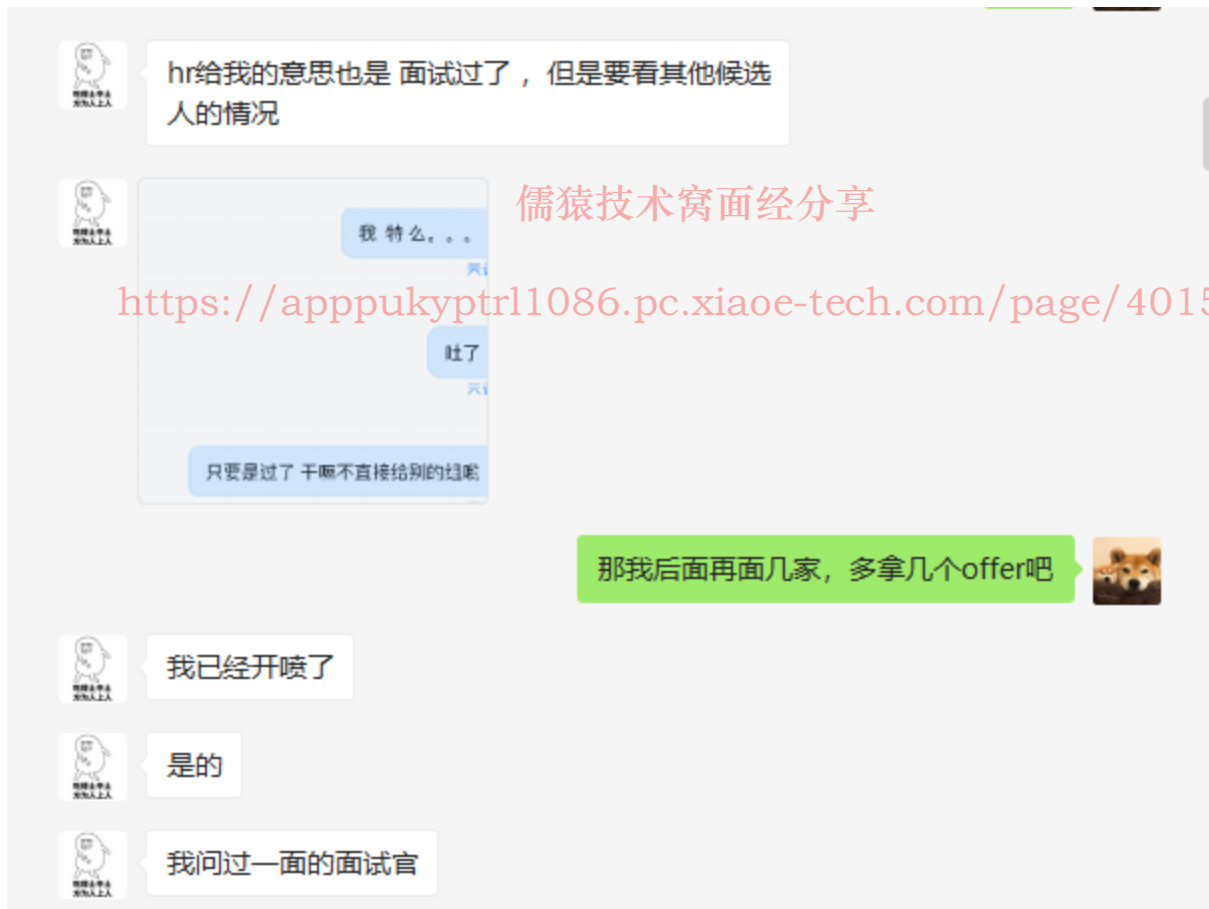 hr给我的意思也是 面试过了 ，但是要看其他候选
人的情况
儒猿技术窝面经分享
我 特么。。。
https://apppukyptrl1086.pc.xiaoe-tech.com/page/4015
吐了
只要是过了 干嘛不直接给别的组呢
那我后面再面几家，多拿几个offer吧
我已经开喷了
是的
我问过一面的面试官